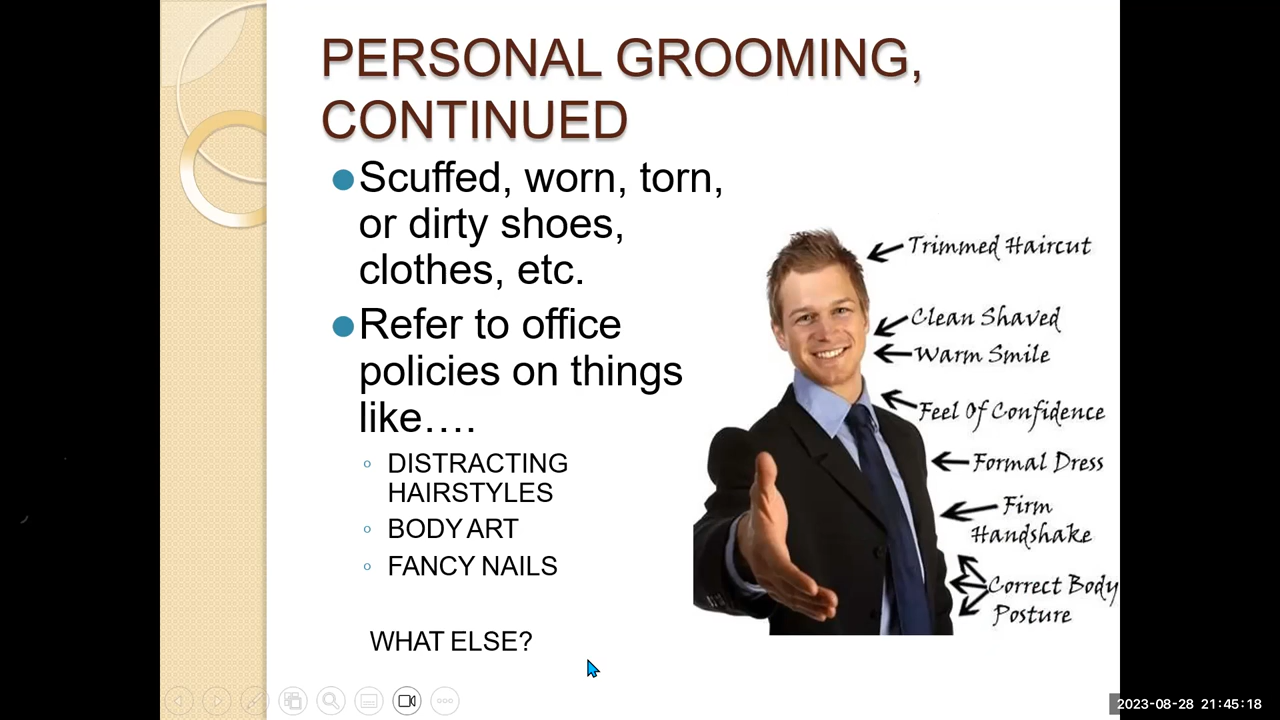 PERSONAL GROOMING,
CONTINUED
Scuffed, worn, torn,
or dirty shoes,
clothes, etc.
Refer to office
policies on things
like….
DISTRACTING
HAIRSTYLES
BODY ART
FANCY NAILS
WHAT ELSE?
Trimmed Haircut
Clean Shaved
Warm Smile
Feel Of Confidence
Formal Dress
Firm
Handshake
Correct Body
Posture
2023-08-28 21:45:18